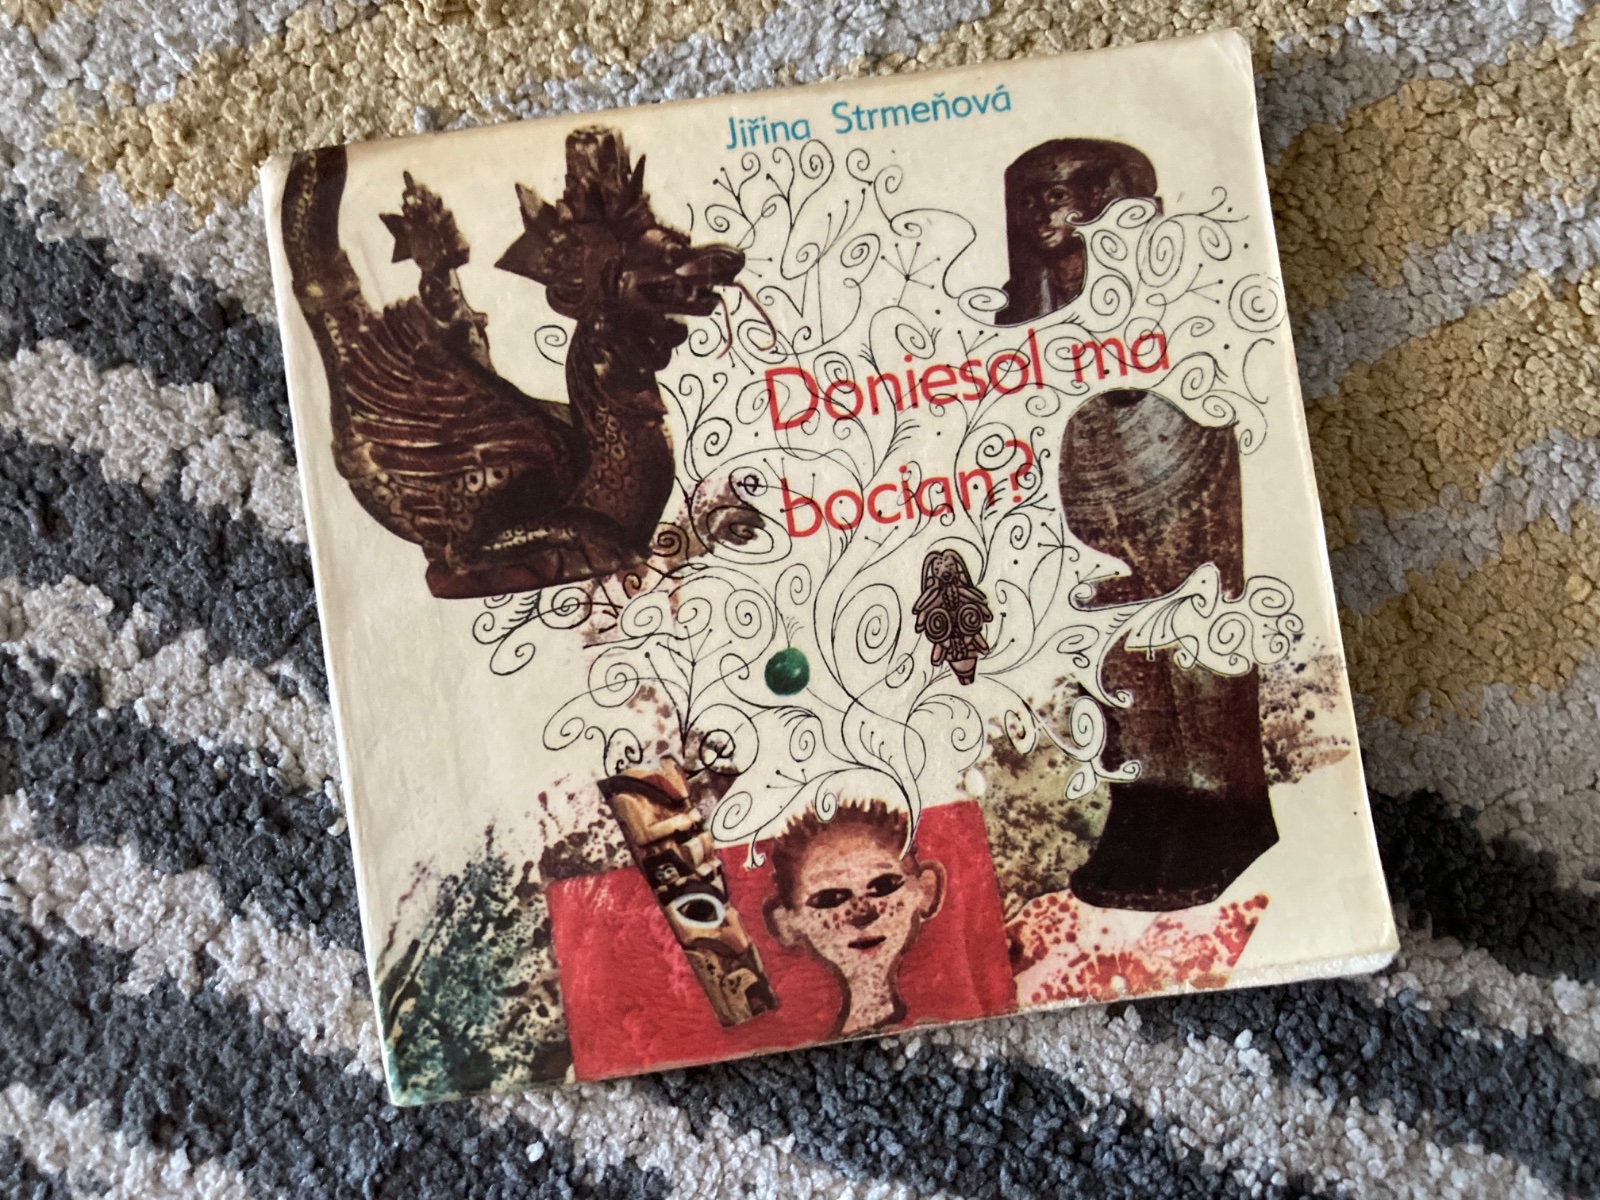 Jiřina Strmeňová
Doniesol ma
bocian?